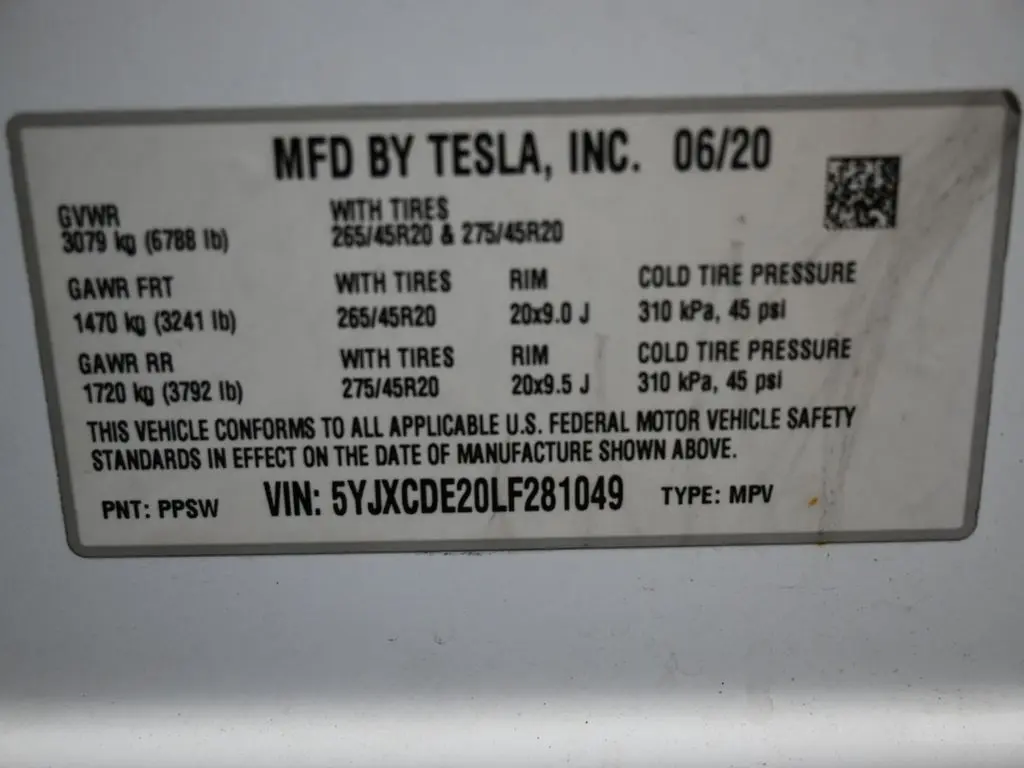 MFD BY TESLA, INC. 06/20
GVWR WITH TIRES
3079 kg (6788 lb) 265/45R20 & 275/45R20
GAWR FRT WITH TIRES RIM COLD TIRE PRESSURE
1470 kg (3241 lb) 265/45R20 20x9.0 J 310 kPa, 45 psi
GAWR RR WITH TIRES RIM COLD TIRE PRESSURE
1720 kg (3792 lb) 275/45R20 20x9.5 J 310 kPa, 45 psi
THIS VEHICLE CONFORMS TO ALL APPLICABLE U.S. FEDERAL MOTOR VEHICLE SAFETY
STANDARDS IN EFFECT ON THE DATE OF MANUFACTURE SHOWN ABOVE.
PNT: PPSW VIN: 5YJXCDE20LF281049 TYPE: MPV